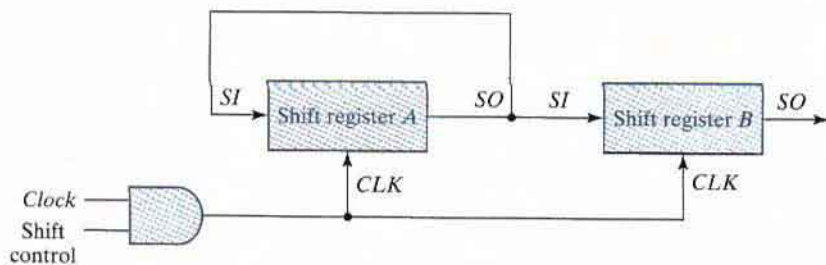 SI
Shift register A
SO
SI
Shift register B
SO
CLK
CLK
Clock
Shift
control